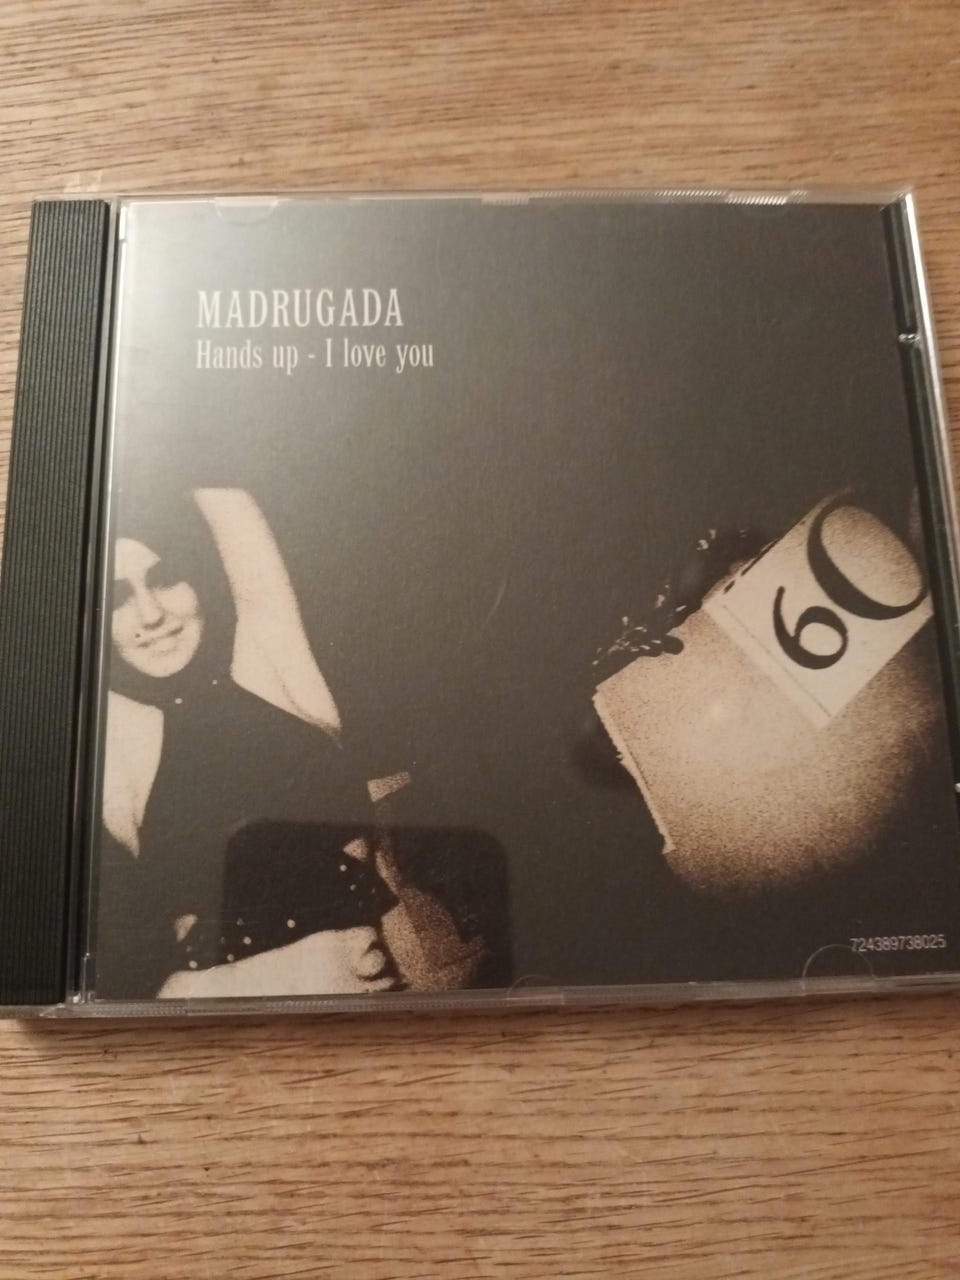 MADRUGADA
Hands up - I love you
60
724389738025